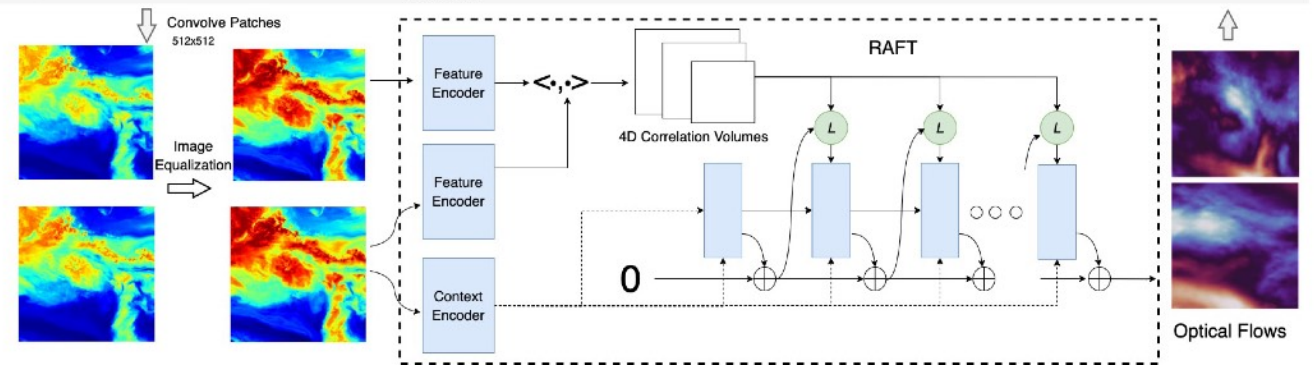 Convolve Patches
512x512
Image
Equalization
Feature
Encoder
<·,·>
4D Correlation Volumes
RAFT
L
L
L
Feature
Encoder
Context
Encoder
0
Optical Flows